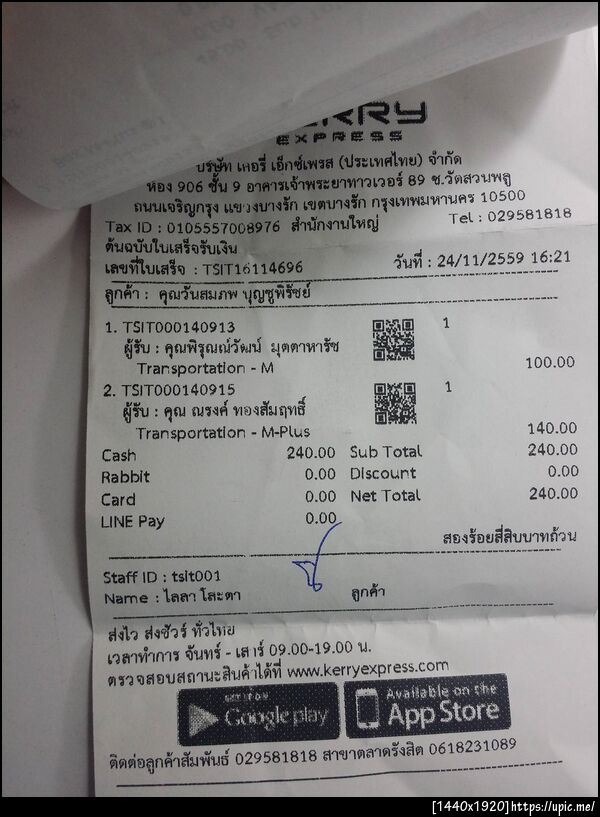 KERRY
EXPRESS
บริษัท เคอรี่ เอ็กซ์เพรส (ประเทศไทย) จำกัด
ห้อง 906 ชั้น 9 อาคารเจ้าพระยาทาวเวอร์ 89 ซ.วัดสวนพลู
ถนนเจริญกรุง แขวงบางรัก เขตบางรัก กรุงเทพมหานคร 10500
Tax ID : 0105557008976 สำนักงานใหญ่ Tel : 029581818
ต้นฉบับใบเสร็จรับเงิน
เลขที่ใบเสร็จ : TSIT16114696 วันที่ : 24/11/2559 16:21
ลูกค้า : คุณวันสมภพ บุญชูพิรัชย์
1. TSIT000140913 1
ผู้รับ : คุณพิรุณณ์วัฒน์ มุตตาหารัช
Transportation - M 100.00
2. TSIT000140915 1
ผู้รับ : คุณ ณรงค์ ทองสัมฤทธิ์
Transportation - M-Plus 140.00
Cash 240.00 Sub Total 240.00
Rabbit 0.00 Discount 0.00
Card 0.00 Net Total 240.00
LINE Pay 0.00
สองร้อยสี่สิบบาทถ้วน
Staff ID : tsit001
Name : ไลลา โสะตา ลูกค้า
ส่งไว ส่งชัวร์ ทั่วไทย
เวลาทำการ จันทร์ - เสาร์ 09.00-19.00 น.
ตรวจสอบสถานะสินค้าได้ที่ www.kerryexpress.com
GET IT ON
Google play
Available on the
App Store
ติดต่อลูกค้าสัมพันธ์ 029581818 สาขาตลาดรังสิต 0618231089
[1440x1920]https://upic.me/